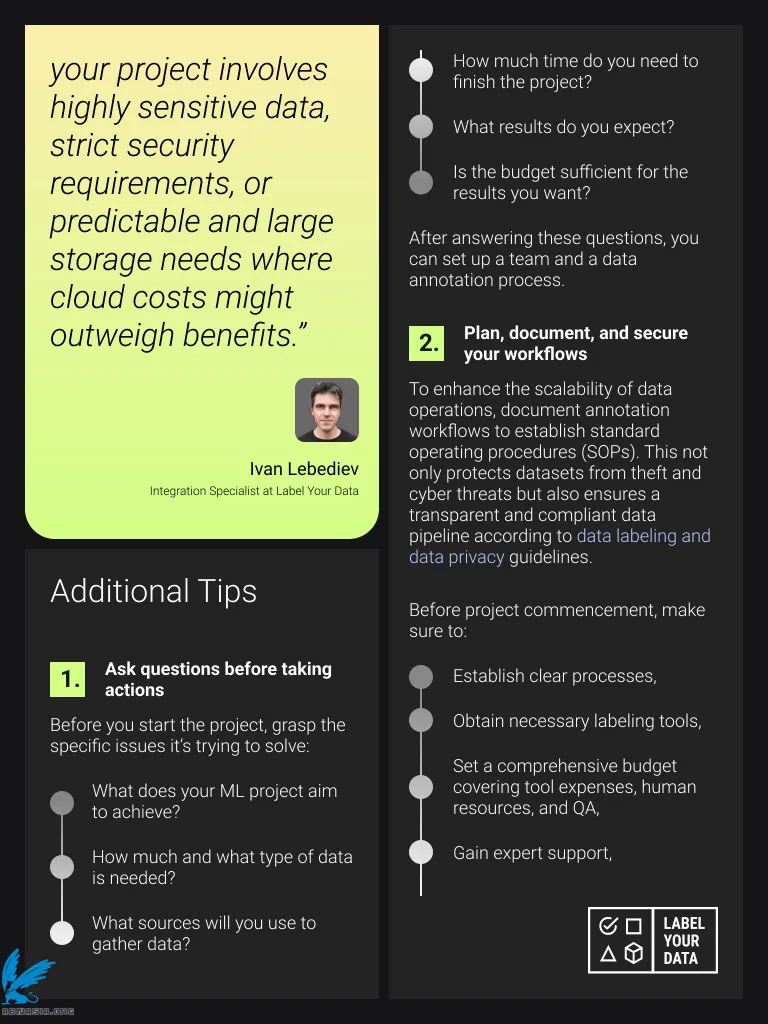 your project involves
highly sensitive data,
strict security
requirements, or
predictable and large
storage needs where
cloud costs might
outweigh benefits.”
Ivan Lebediev
Integration Specialist at Label Your Data
Additional Tips
1.
Ask questions before taking
actions
Before you start the project, grasp the
specific issues it’s trying to solve:
What does your ML project aim
to achieve?
How much and what type of data
is needed?
What sources will you use to
gather data?
How much time do you need to
finish the project?
What results do you expect?
Is the budget sufficient for the
results you want?
After answering these questions, you
can set up a team and a data
annotation process.
2.
Plan, document, and secure
your workflows
To enhance the scalability of data
operations, document annotation
workflows to establish standard
operating procedures (SOPs). This not
only protects datasets from theft and
cyber threats but also ensures a
transparent and compliant data
pipeline according to data labeling and
data privacy guidelines.
Before project commencement, make
sure to:
Establish clear processes,
Obtain necessary labeling tools,
Set a comprehensive budget
covering tool expenses, human
resources, and QA,
Gain expert support,
LABEL
YOUR
DATA